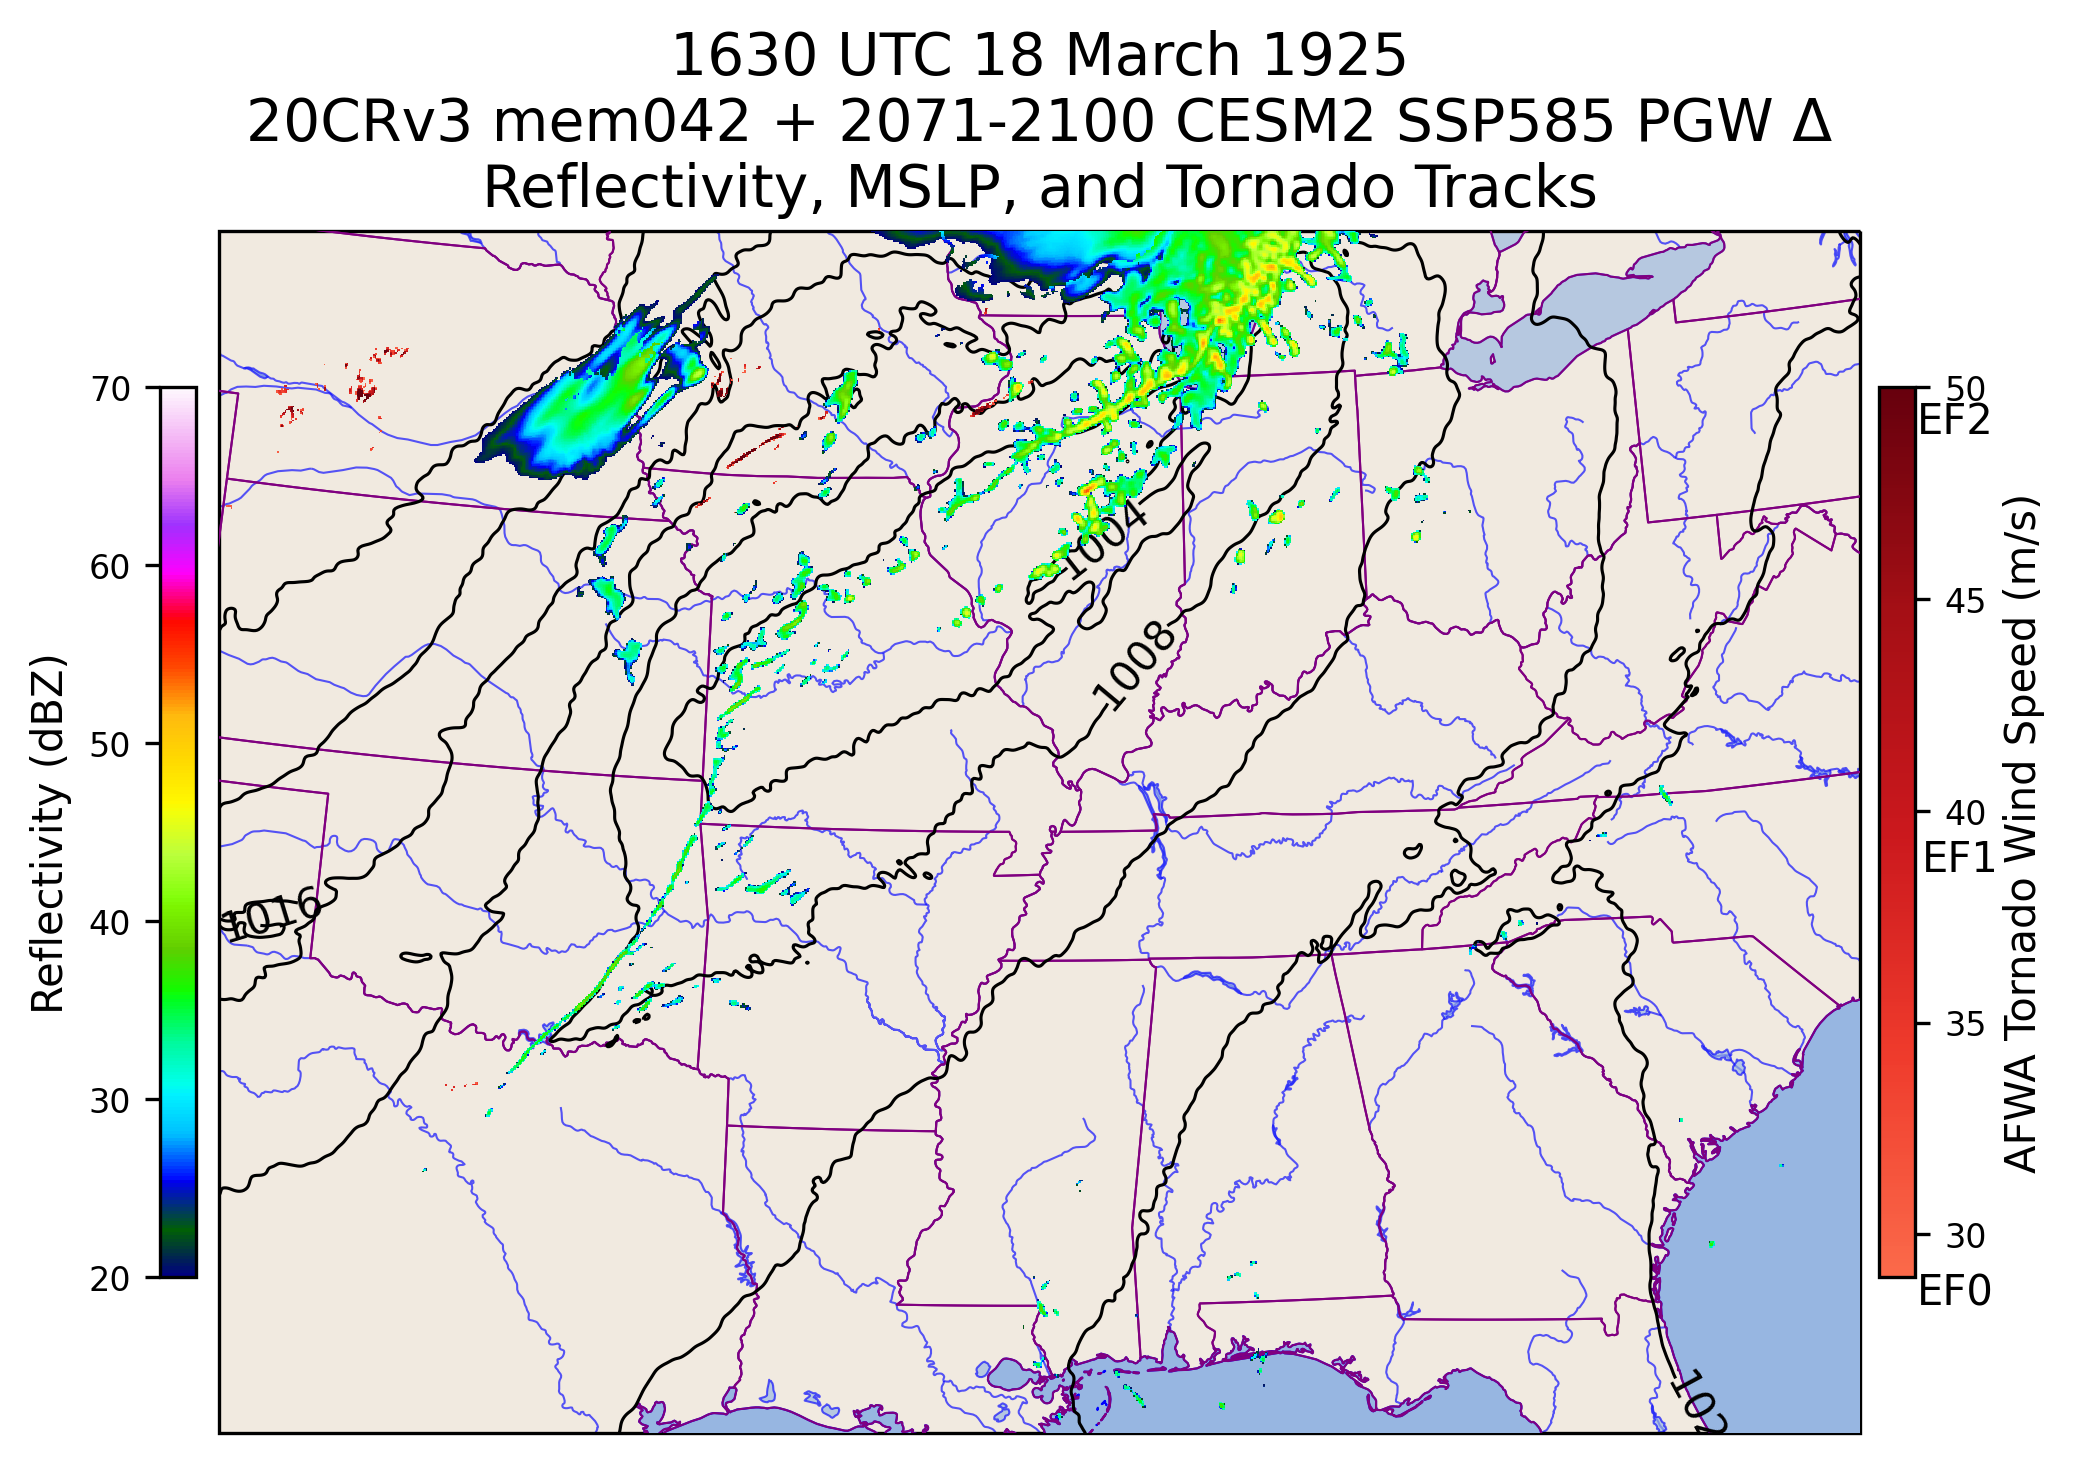 1630 UTC 18 March 1925
20CRv3 mem042 + 2071-2100 CESM2 SSP585 PGW Δ
Reflectivity, MSLP, and Tornado Tracks
70
60
50
40
30
20
Reflectivity (dBZ)
1004
1008
1016
102
50
EF2
45
40
EF1
35
30
EF0
AFWA Tornado Wind Speed (m/s)